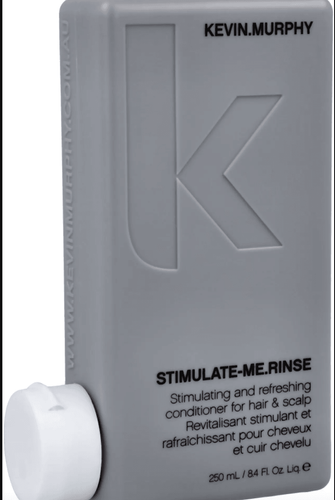 KEVIN.MURPHY
WWW.KEVINMURPHY.COM.AU
STIMULATE-ME.RINSE
Stimulating and refreshing
conditioner for hair & scalp
Revitalisant stimulant et
rafraîchissant pour cheveux
et cuir chevelu
250 mL / 8.4 Fl. Oz. Liq. e